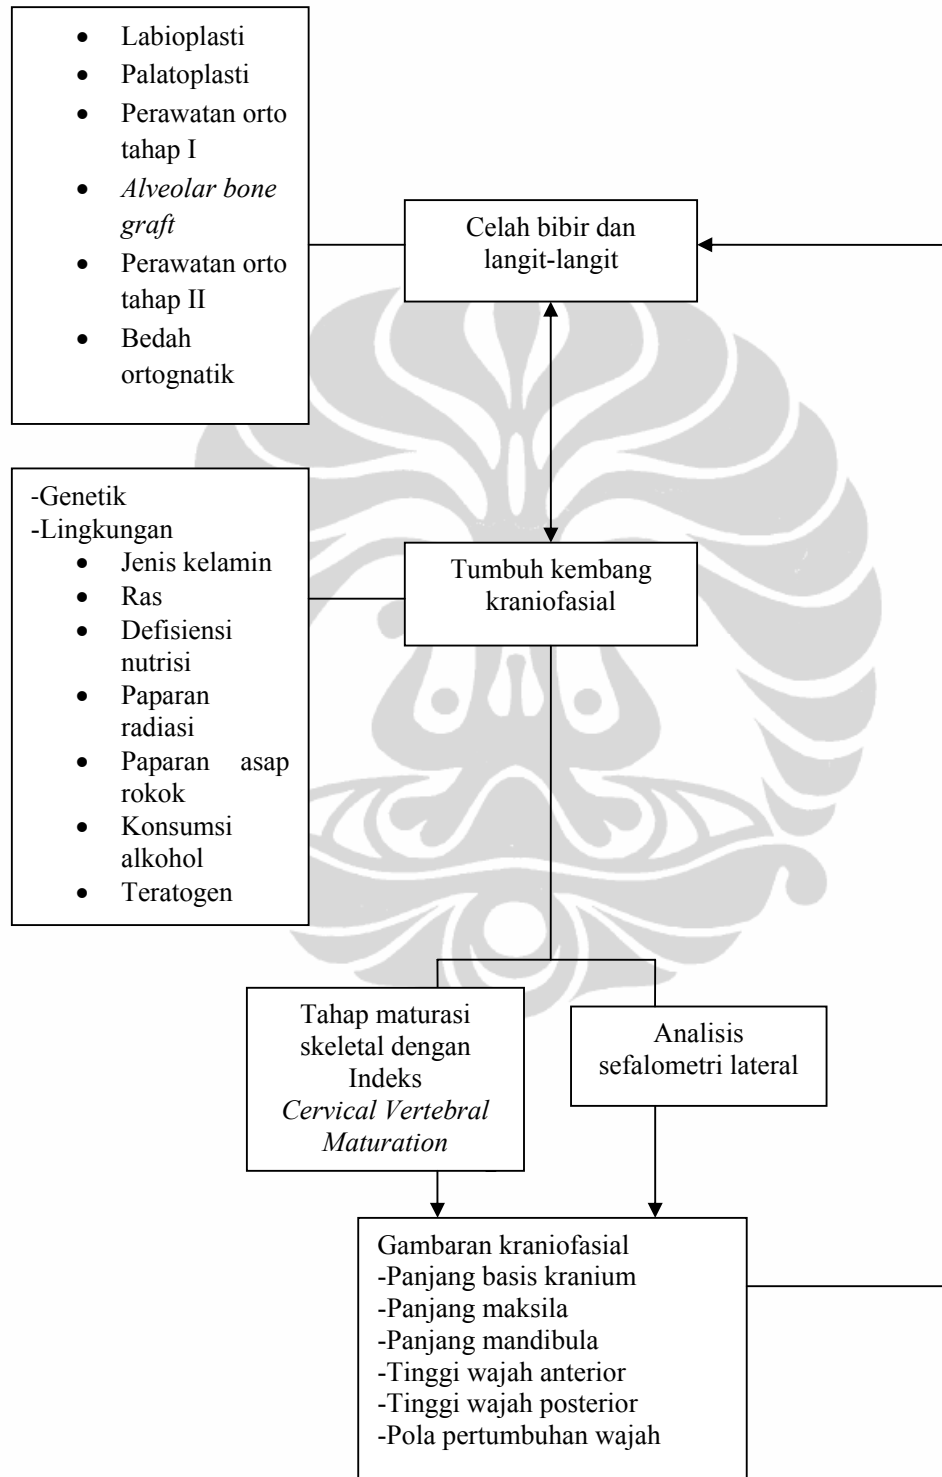 • Labioplasti
• Palatoplasti
• Perawatan orto
tahap I
• Alveolar bone
graft
• Perawatan orto
tahap II
• Bedah
ortognatik
Celah bibir dan
langit-langit
-Genetik
-Lingkungan
• Jenis kelamin
• Ras
• Defisiensi
nutrisi
• Paparan
radiasi
• Paparan asap
rokok
• Konsumsi
alkohol
• Teratogen
Tumbuh kembang
kraniofasial
Tahap maturasi
skeletal dengan
Indeks
Cervical Vertebral
Maturation
Analisis
sefalometri lateral
Gambaran kraniofasial
-Panjang basis kranium
-Panjang maksila
-Panjang mandibula
-Tinggi wajah anterior
-Tinggi wajah posterior
-Pola pertumbuhan wajah